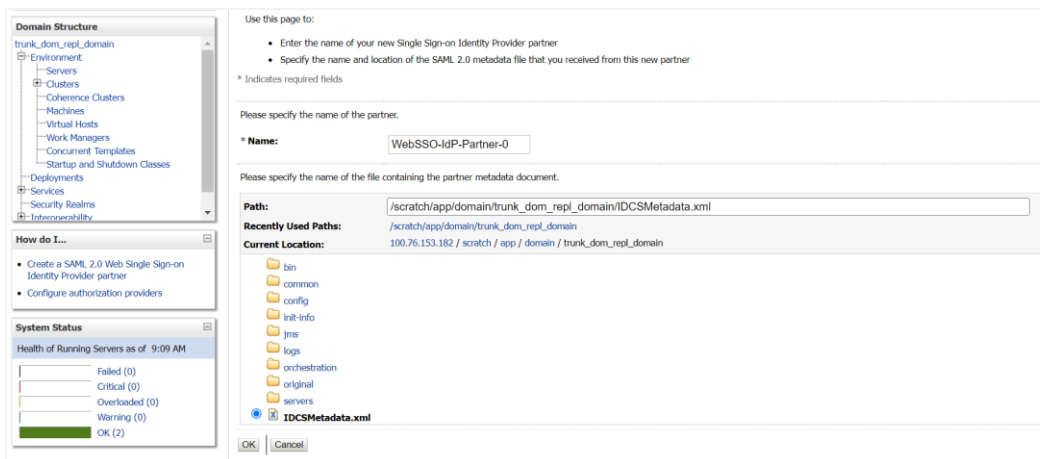 Domain Structure
trunk_dom_repl_domain
Environment
Servers
Clusters
Coherence Clusters
Machines
Virtual Hosts
Work Managers
Concurrent Templates
Startup and Shutdown Classes
Deployments
Services
Security Realms
Interoperability
How do I...
Create a SAML 2.0 Web Single Sign-on
Identity Provider partner
Configure authorization providers
System Status
Health of Running Servers as of 9:09 AM
Failed (0)
Critical (0)
Overloaded (0)
Warning (0)
OK (2)
Use this page to:
Enter the name of your new Single Sign-on Identity Provider partner
Specify the name and location of the SAML 2.0 metadata file that you received from this new partner
* Indicates required fields
Please specify the name of the partner.
* Name: WebSSO-IdP-Partner-0
Please specify the name of the file containing the partner metadata document.
Path: /scratch/app/domain/trunk_dom_repl_domain/IDCSMetadata.xml
Recently Used Paths: /scratch/app/domain/trunk_dom_repl_domain
Current Location: 100.76.153.182 / scratch / app / domain / trunk_dom_repl_domain
bin
common
config
init-info
jms
logs
orchestration
original
servers
IDCSMetadata.xml
OK Cancel